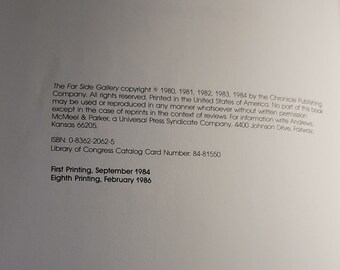 The Far Side Gallery copyright © 1980, 1981, 1982, 1983, 1984 by the Chronicle Publishing
Company. All rights reserved. Printed in the United States of America. No part of this book
may be used or reproduced in any manner whatsoever without written permission
except in the case of reprints in the context of reviews. For information write Andrews,
McMeel & Parker, a Universal Press Syndicate Company, 4400 Johnson Drive, Fairway,
Kansas 66205.
ISBN: 0-8362-2062-5
Library of Congress Catalog Card Number: 84-81550
First Printing, September 1984
Eighth Printing, February 1986